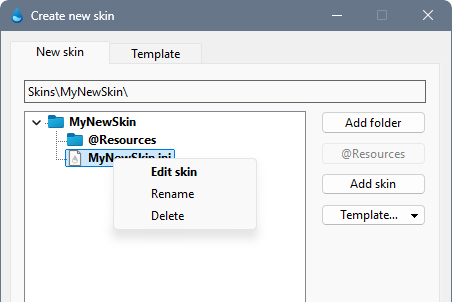 Create new skin
New skin
Template
Skins\MyNewSkin\
MyNewSkin
Add folder
@Resources
@Resources
MyNewSkin.ini
Add skin
Edit skin
Rename
Template...
Delete